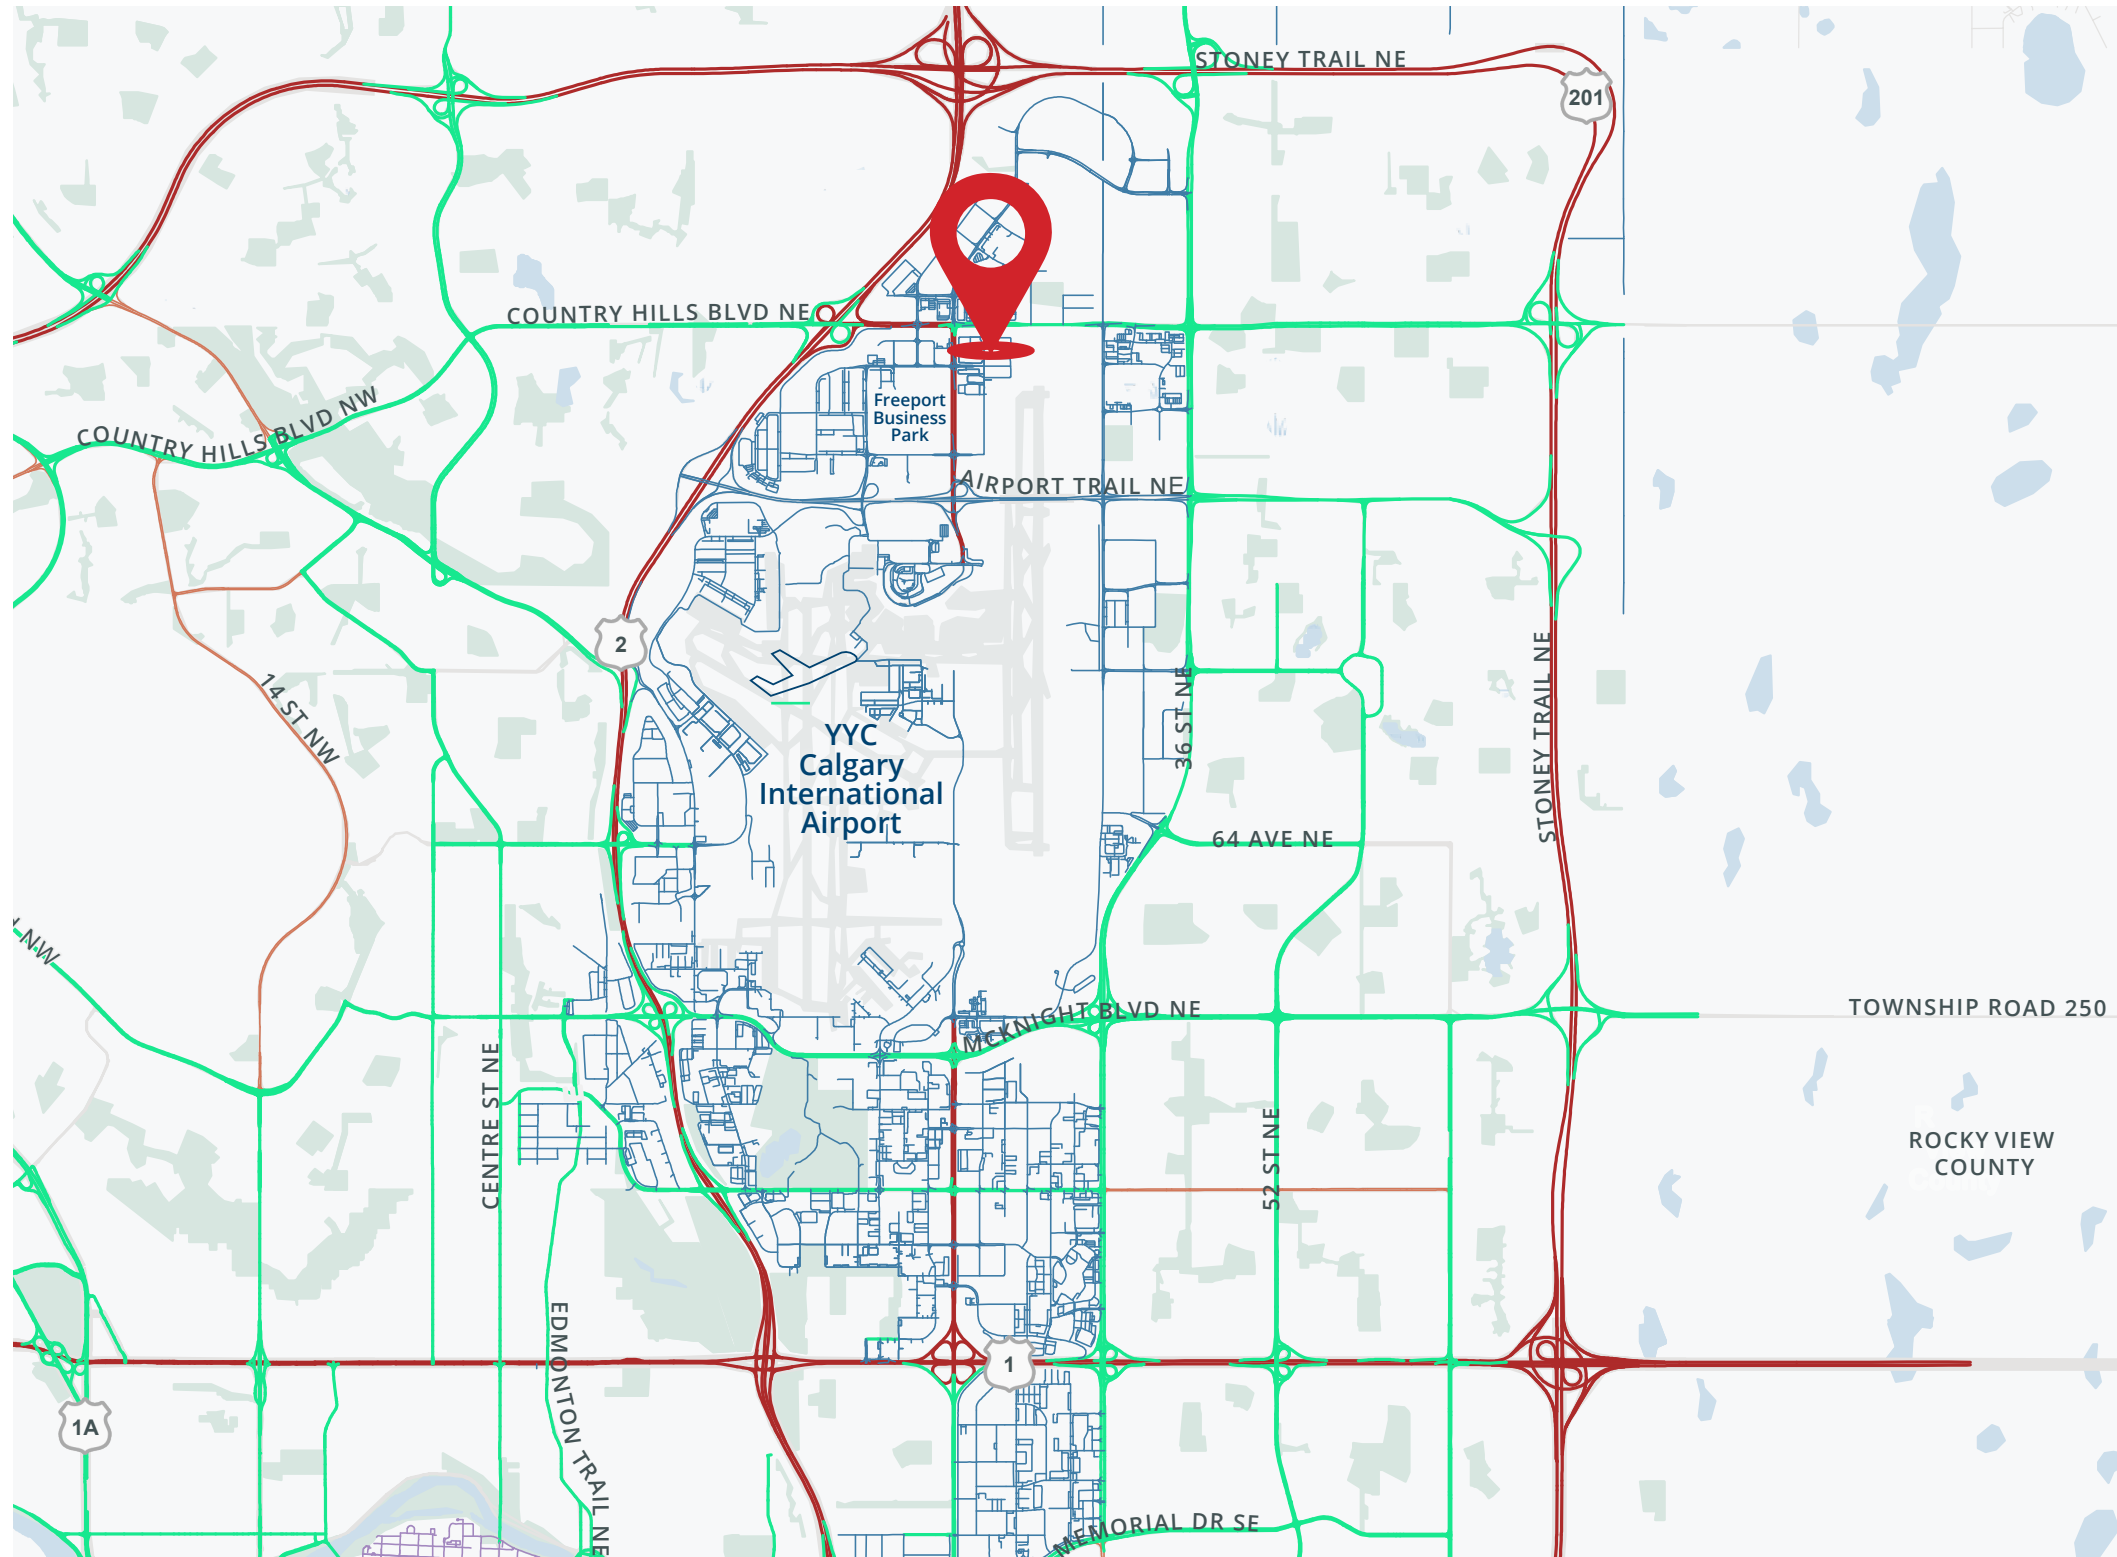 STONEY TRAIL NE
201
COUNTRY HILLS BLVD NE
COUNTRY HILLS BLVD NW
Freeport
Business
Park
AIRPORT TRAIL NE
2
14 ST NW
36 ST NE
STONEY TRAIL NE
YYC
Calgary
International
Airport
64 AVE NE
NW
MCKNIGHT BLVD NE
TOWNSHIP ROAD 250
CENTRE ST NE
52 ST NE
ROCKY VIEW
COUNTY
EDMONTON TRAIL NE
1
1A
MEMORIAL DR SE